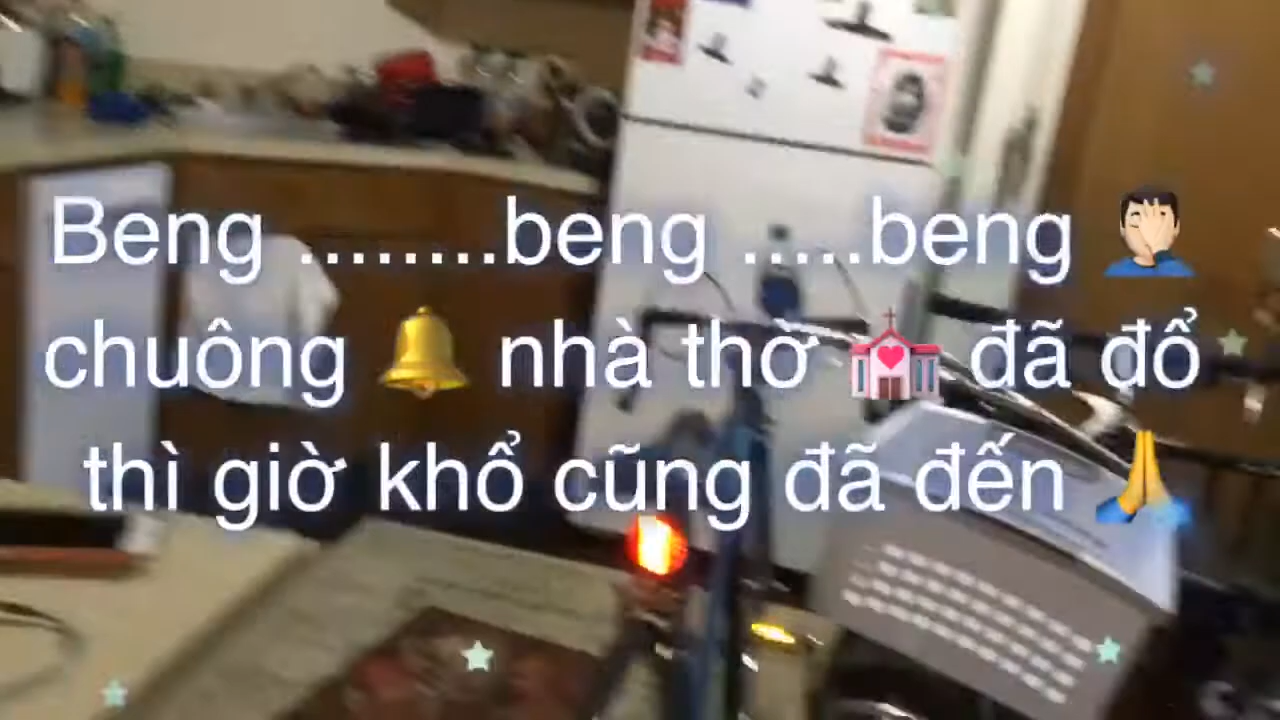 Beng ........beng .....beng 🤦🏻‍♂️
chuông 🔔 nhà thờ 💒 đã đổ
thì giờ khổ cũng đã đến 🙏